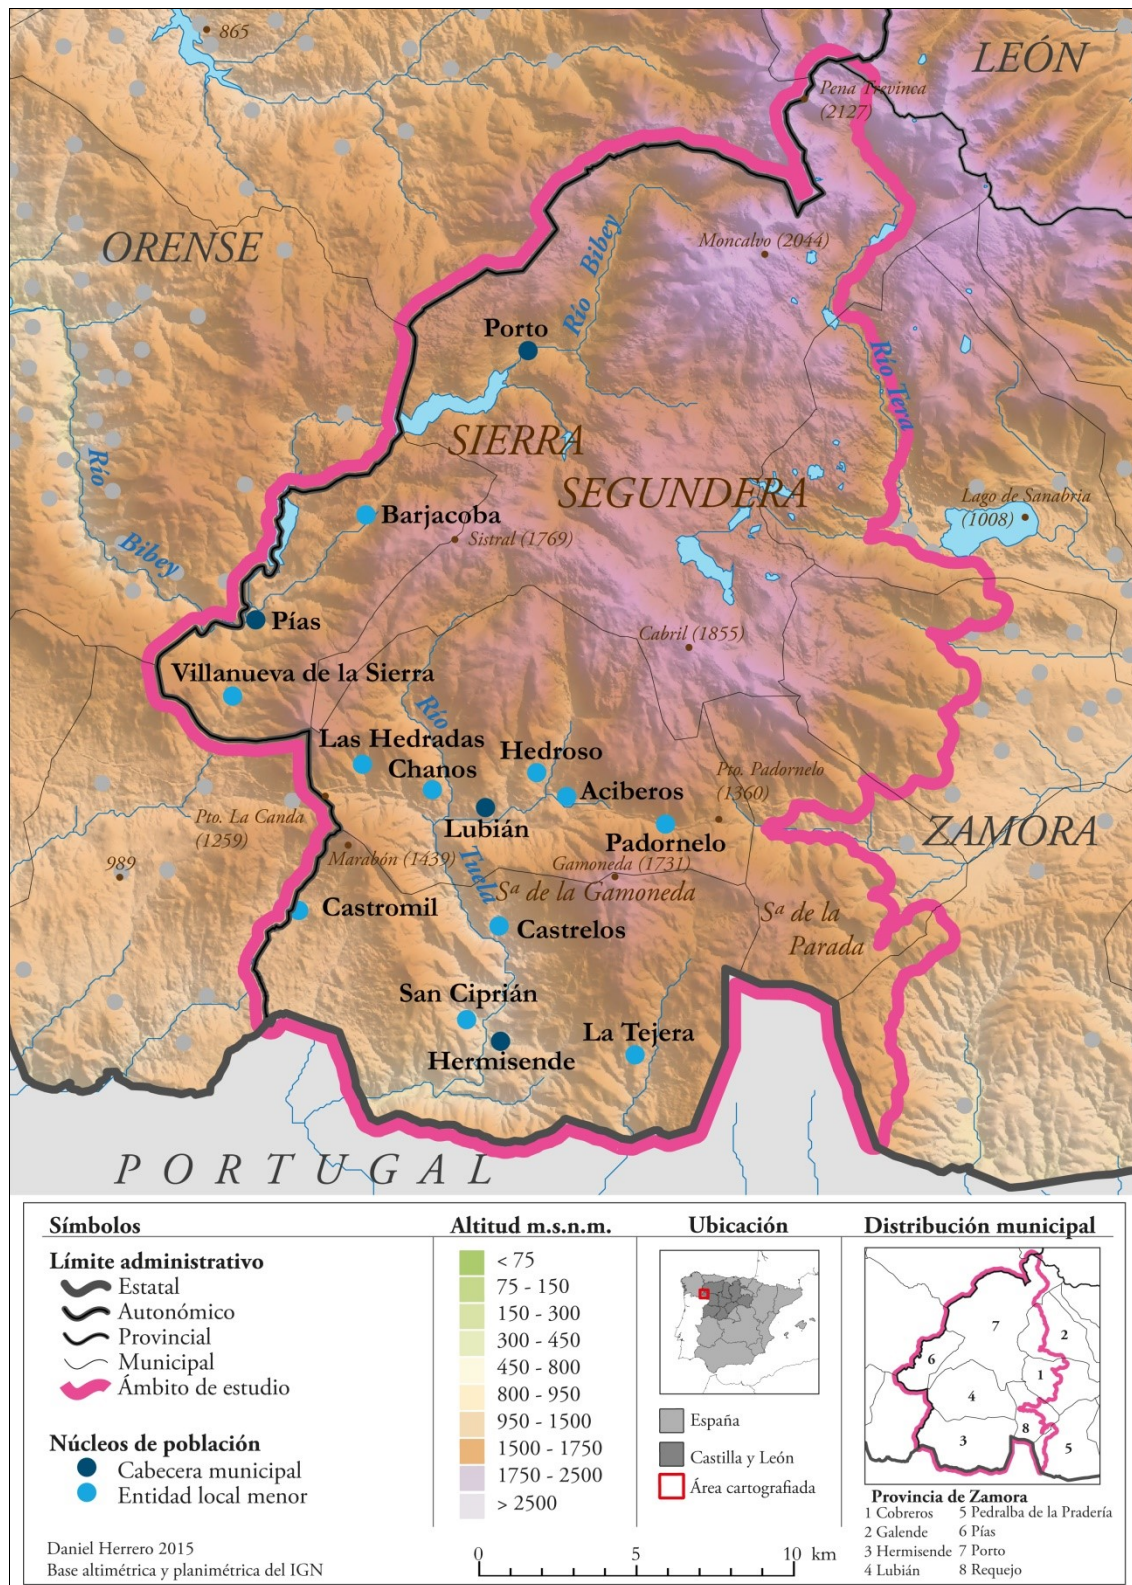 865
LEÓN
Pena Trevinca
(2127)
ORENSE
Moncalvo (2044)
Río Bibey
Porto
Río Tera
SIERRA
SEGUNDERA
Río
Bibey
Lago de Sanabria
(1008)
Barjacoba
Sistral (1769)
Pías
Cabril (1855)
Villanueva de la Sierra
Río
Las Hedradas
Hedroso
Chanos
Pto. Padornelo
(1360)
Aciberos
Pto. La Canda
(1259)
Lubián
Padornelo
ZAMORA
Marabón (1439)
Gamoneda (1731)
989
Tuela
Sª de la Gamoneda
Castromil
Castrelos
Sª de la
Parada
San Ciprián
La Tejera
Hermisende
PORTUGAL
Símbolos
Límite administrativo
Estatal
Autonómico
Provincial
Municipal
Ámbito de estudio
Núcleos de población
Cabecera municipal
Entidad local menor
Daniel Herrero 2015
Base altimétrica y planimétrica del IGN
Altitud m.s.n.m.
< 75
75 - 150
150 - 300
300 - 450
450 - 800
800 - 950
950 - 1500
1500 - 1750
1750 - 2500
> 2500
0 5 10 km
Ubicación
España
Castilla y León
Área cartografiada
Distribución municipal
7
2
6
1
4
8
3
5
Provincia de Zamora
1 Cobreros
2 Galende
3 Hermisende
4 Lubián
5 Pedralba de la Pradería
6 Pías
7 Porto
8 Requejo